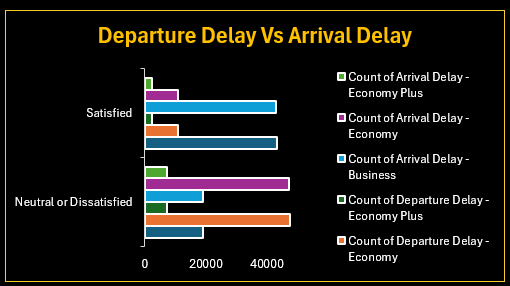 Departure Delay Vs Arrival Delay
Satisfied
Neutral or Dissatisfied
0 20000 40000
Count of Arrival Delay -
Economy Plus
Count of Arrival Delay -
Economy
Count of Arrival Delay -
Business
Count of Departure Delay -
Economy Plus
Count of Departure Delay -
Economy